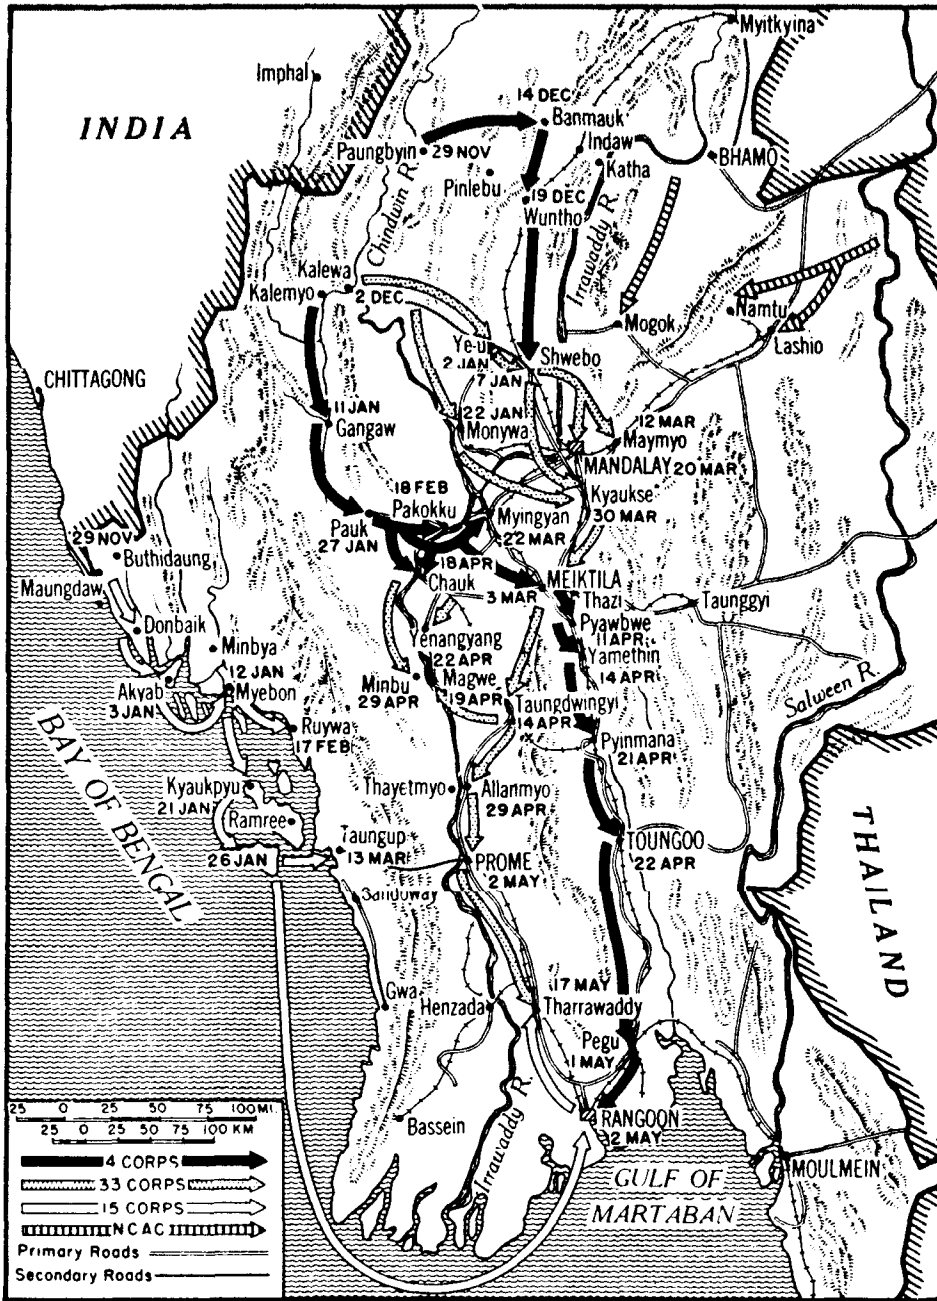 Myitkyina
Imphal
INDIA
14 DEC
Banmauk
Paungbyin
29 NOV
Indaw
Katha
BHAMO
Pinlebu
Chindwin R.
19 DEC
Wuntho
Irrawaddy R.
Kalewa
Kalemyo
2 DEC
Namtu
Mogok
Lashio
Ye-u
2 JAN
Shwebo
7 JAN
CHITTAGONG
11 JAN
Gangaw
22 JAN
Monywa
12 MAR
Maymyo
MANDALAY
20 MAR
18 FEB
Pakokku
Kyaukse
30 MAR
Pauk
27 JAN
Myingyan
22 MAR
29 NOV
Buthidaung
Maungdaw
18 APR
Chauk
3 MAR
MEIKTILA
Thazi
Taunggyi
Donbaik
Minbya
Pyawbwe
11 APR
Yenangyang
22 APR
Yamethin
14 APR
12 JAN
Myebon
Akyab
3 JAN
Minbu
29 APR
Magwe
19 APR
Taungdwingyi
14 APR
Salween R.
Ruywa
17 FEB
Pyinmana
21 APR
BAY OF BENGAL
Kyaukpyu
21 JAN
Thayetmyo
Allanmyo
29 APR
THAILAND
Ramree
26 JAN
Taungup
13 MAR
TOUNGOO
22 APR
PROME
2 MAY
Sandoway
17 MAY
Tharrawaddy
Gwa
Henzada
Pegu
1 MAY
Bassein
Irrawaddy R.
RANGOON
2 MAY
MOULMEIN
GULF OF
MARTABAN
25 0 25 50 75 100 MI.
25 0 25 50 75 100 KM
4 CORPS
33 CORPS
15 CORPS
NCAC
Primary Roads
Secondary Roads